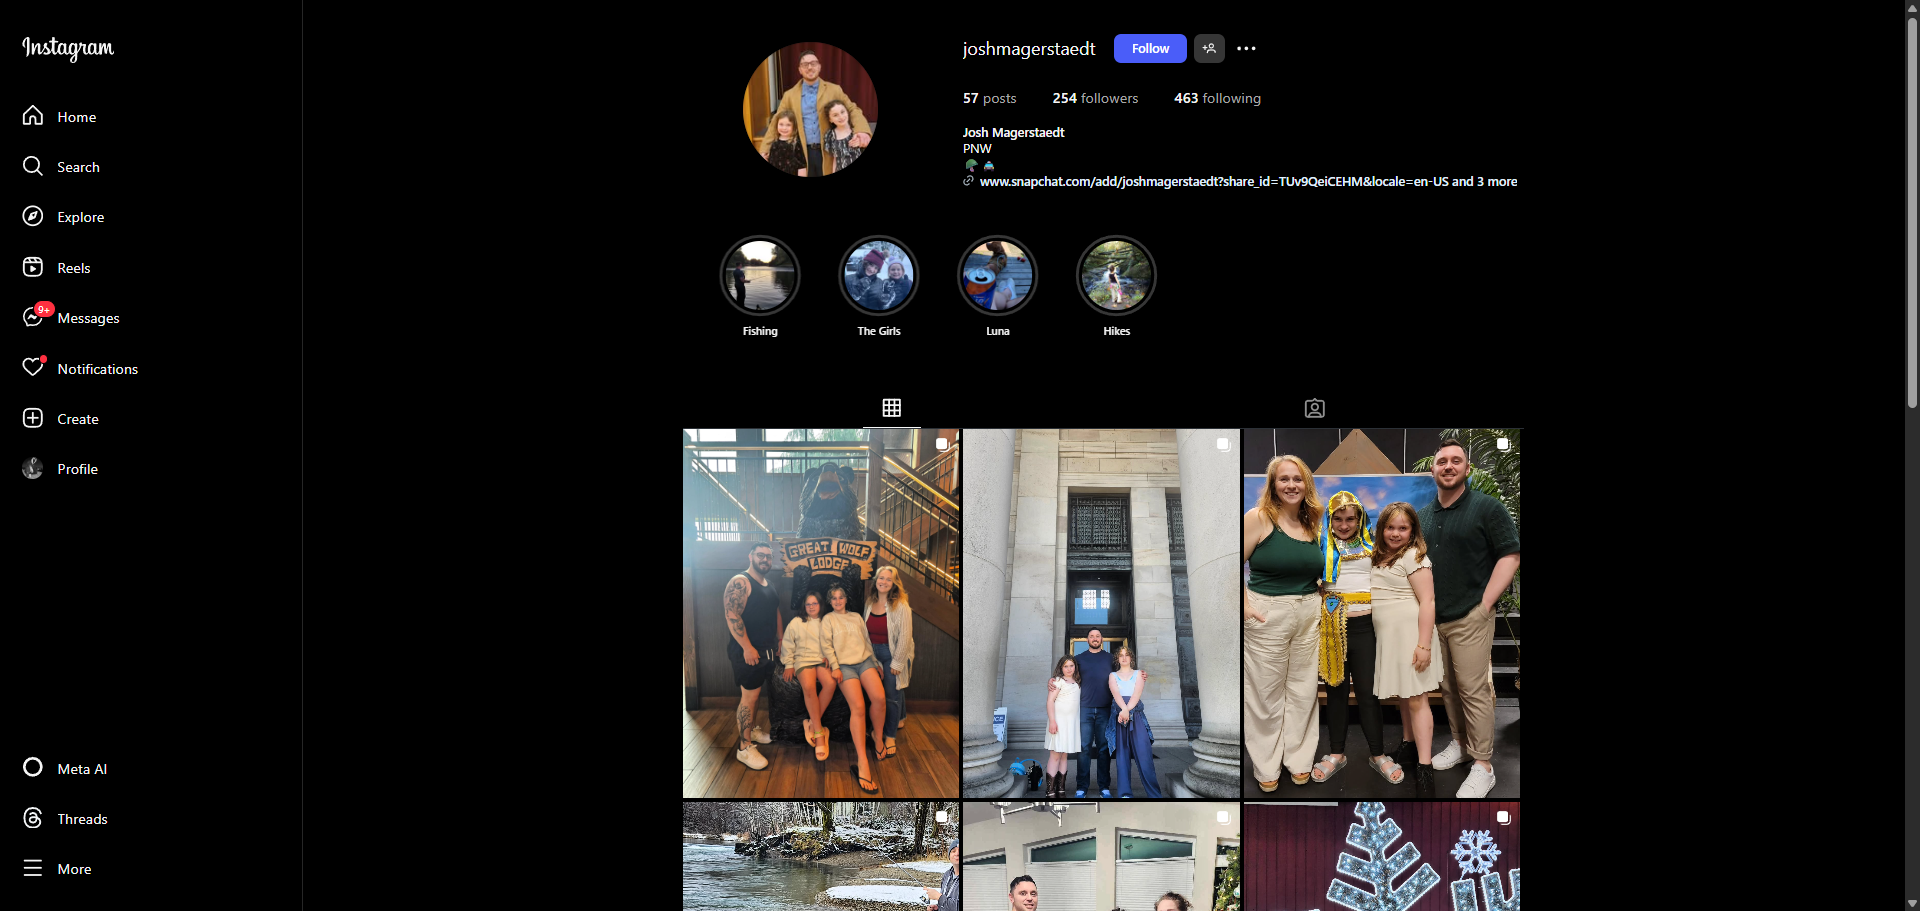 Instagram
Home
Search
Explore
Reels
9+
Messages
Notifications
Create
Profile
Meta AI
Threads
More
joshmagerstaedt
Follow
57 posts
254 followers
463 following
Josh Magerstaedt
PNW
www.snapchat.com/add/joshmagerstaedt?share_id=TUv9QeiCEHM&locale=en-US and 3 more
Fishing
The Girls
Luna
Hikes
GREAT WOLF
LODGE